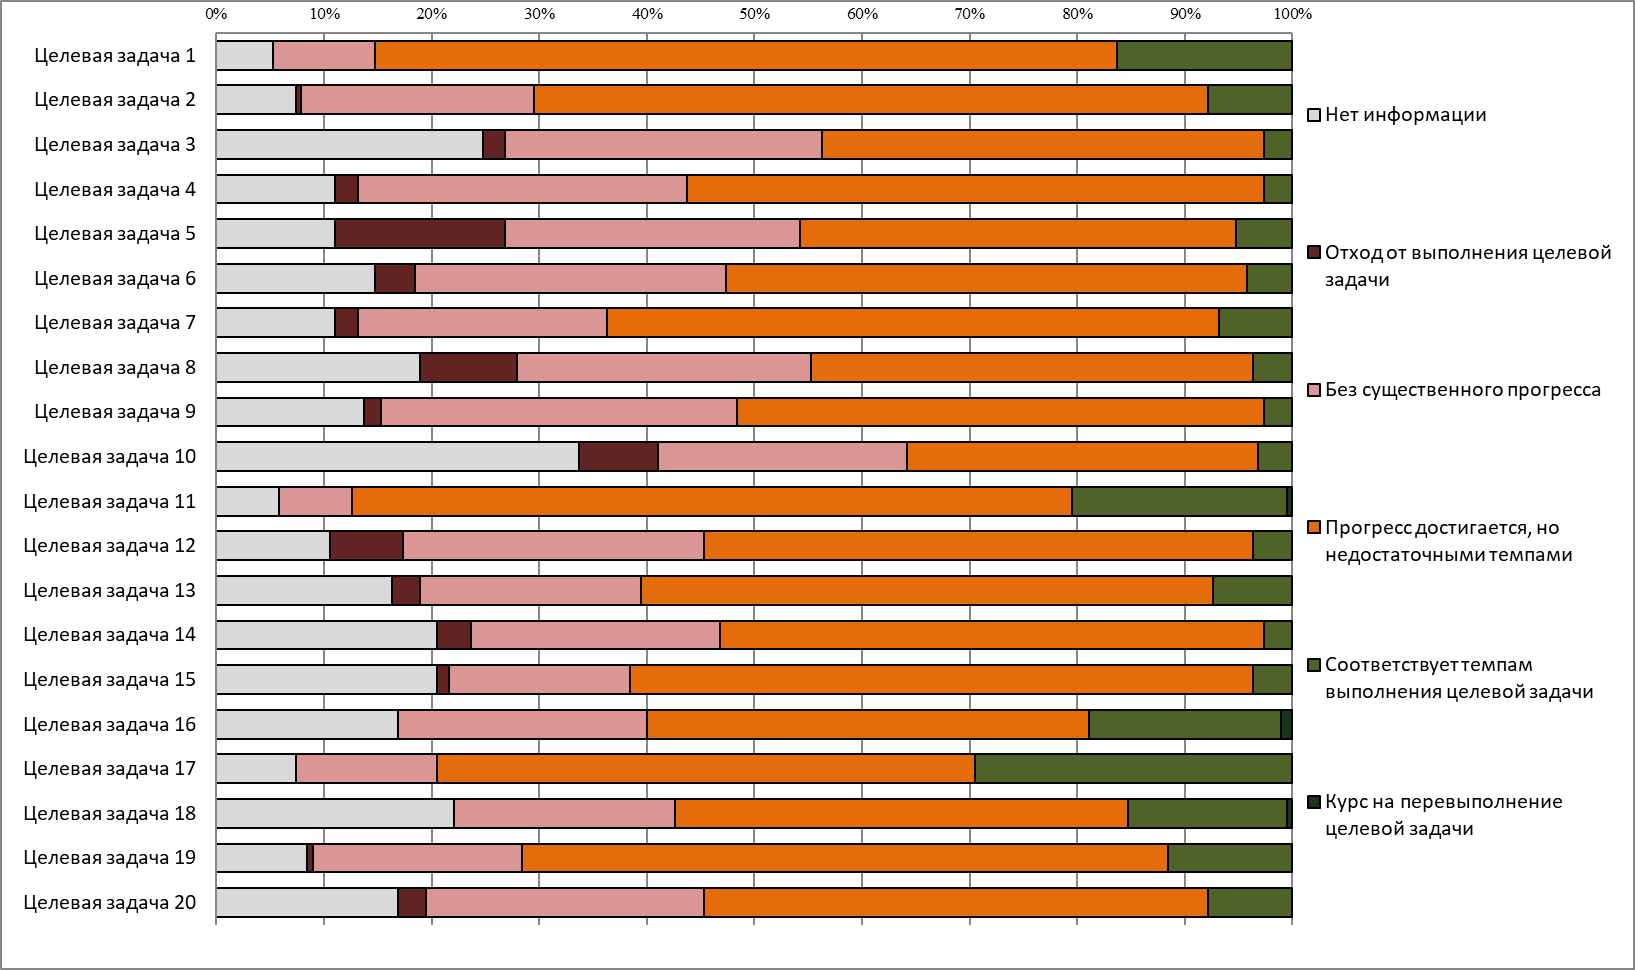 0% 10% 20% 30% 40% 50% 60% 70% 80% 90% 100%
Целевая задача 1
Целевая задача 2
Целевая задача 3
Целевая задача 4
Целевая задача 5
Целевая задача 6
Целевая задача 7
Целевая задача 8
Целевая задача 9
Целевая задача 10
Целевая задача 11
Целевая задача 12
Целевая задача 13
Целевая задача 14
Целевая задача 15
Целевая задача 16
Целевая задача 17
Целевая задача 18
Целевая задача 19
Целевая задача 20
Нет информации
Отход от выполнения целевой
задачи
Без существенного прогресса
Прогресс достигается, но
недостаточными темпами
Соответствует темпам
выполнения целевой задачи
Курс на перевыполнение
целевой задачи